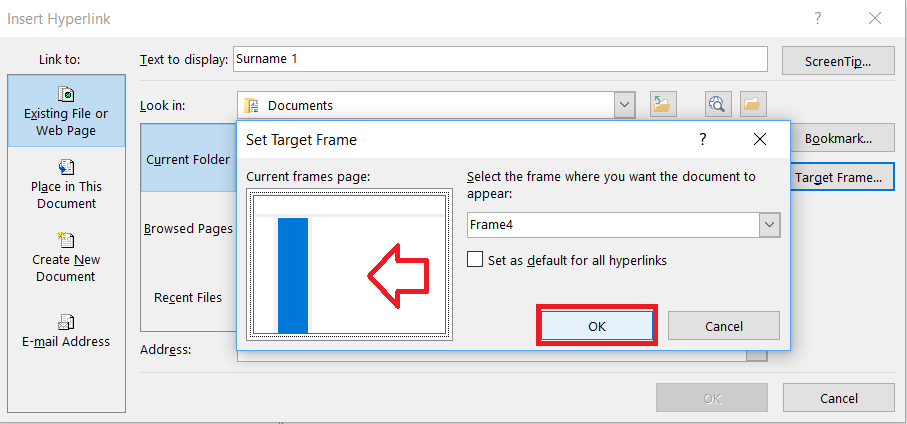 Insert Hyperlink
?
Link to:
Text to display:
Surname 1
ScreenTip...
Existing File or
Web Page
Look in:
Documents
Bookmark...
Target Frame...
Current Folder
Place in This
Document
Browsed Pages
Create New
Document
Recent Files
E-mail Address
Address:
OK
Cancel
Set Target Frame
?
Current frames page:
Select the frame where you want the document to
appear:
Frame4
Set as default for all hyperlinks
OK
Cancel